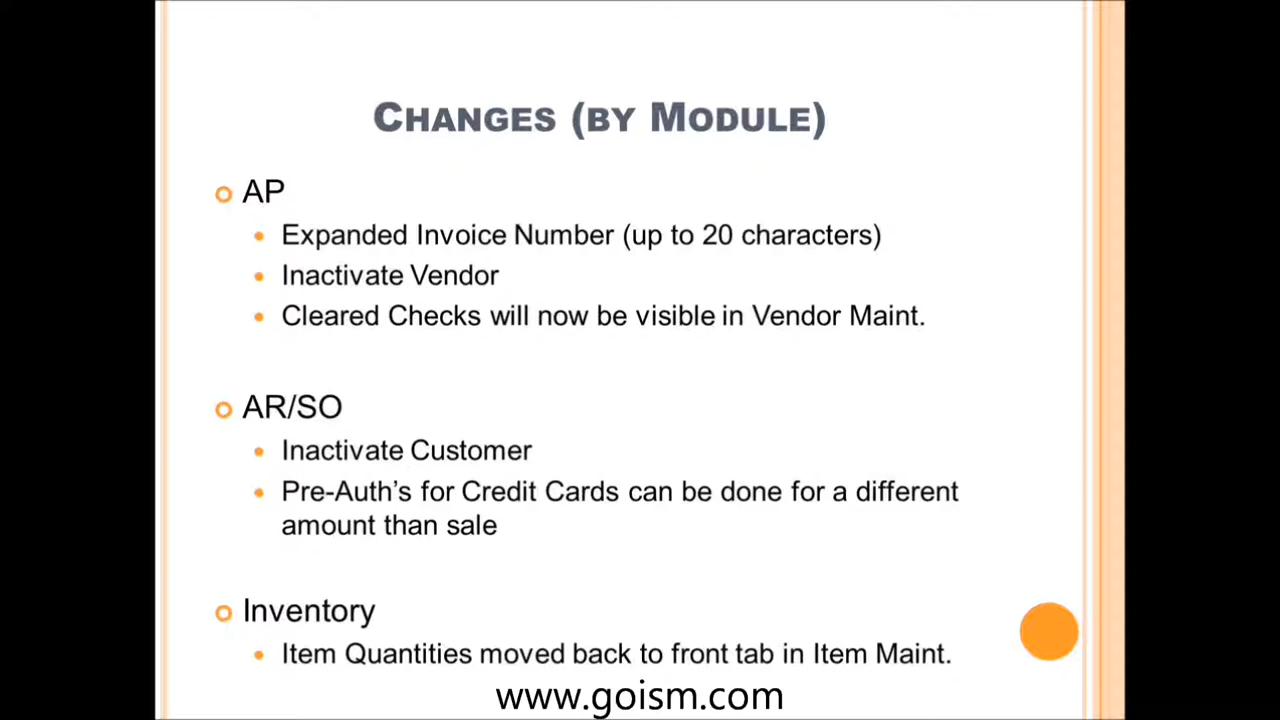 CHANGES (BY MODULE)
AP
Expanded Invoice Number (up to 20 characters)
Inactivate Vendor
Cleared Checks will now be visible in Vendor Maint.
AR/SO
Inactivate Customer
Pre-Auth’s for Credit Cards can be done for a different
amount than sale
Inventory
Item Quantities moved back to front tab in Item Maint.
www.goism.com